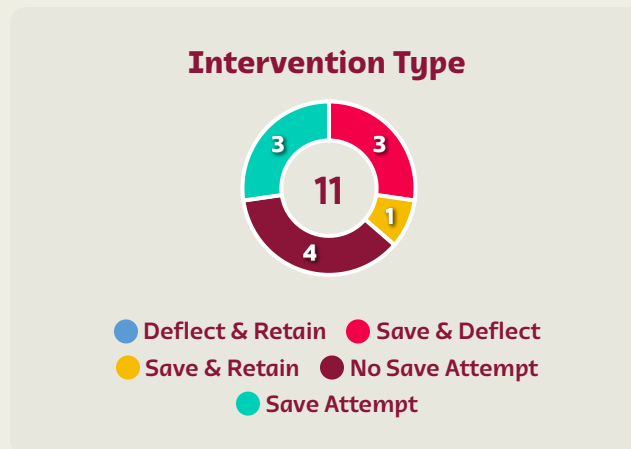 Intervention Type
3 3
11
1
4
Deflect & Retain Save & Deflect
Save & Retain No Save Attempt
Save Attempt